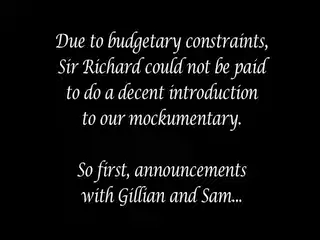 Due to budgetary constraints,
Sir Richard could not be paid
to do a decent introduction
to our mockumentary.
So first, announcements
with Gillian and Sam...